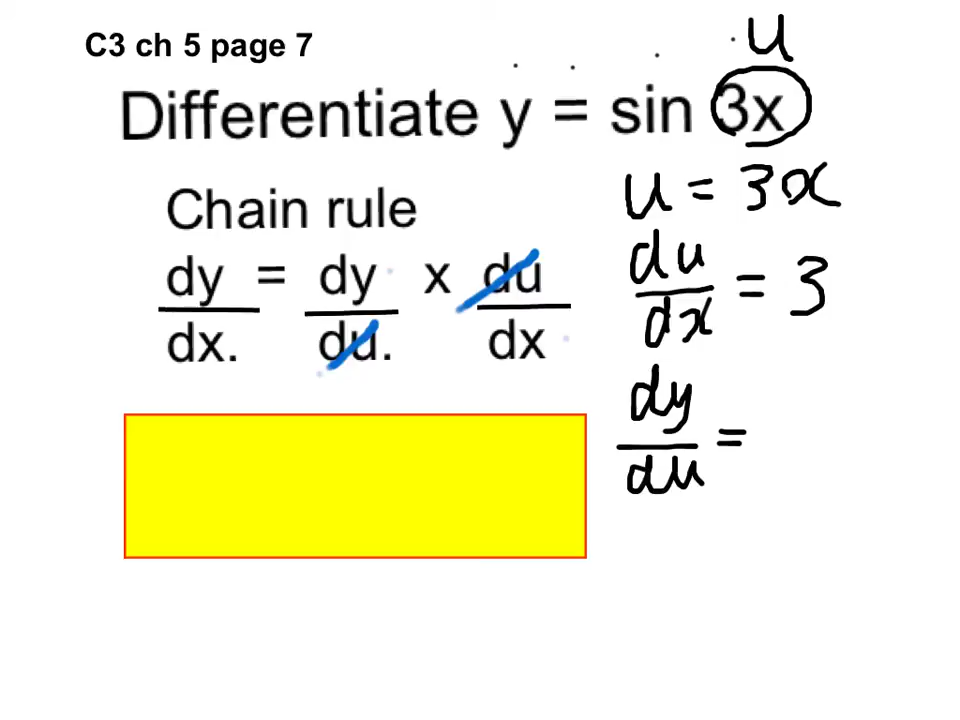 C3 ch 5 page 7
u
Differentiate y = sin 3x
Chain rule
dy = dy x du
dx. du. dx
u = 3x
du
dx = 3
dy
du =